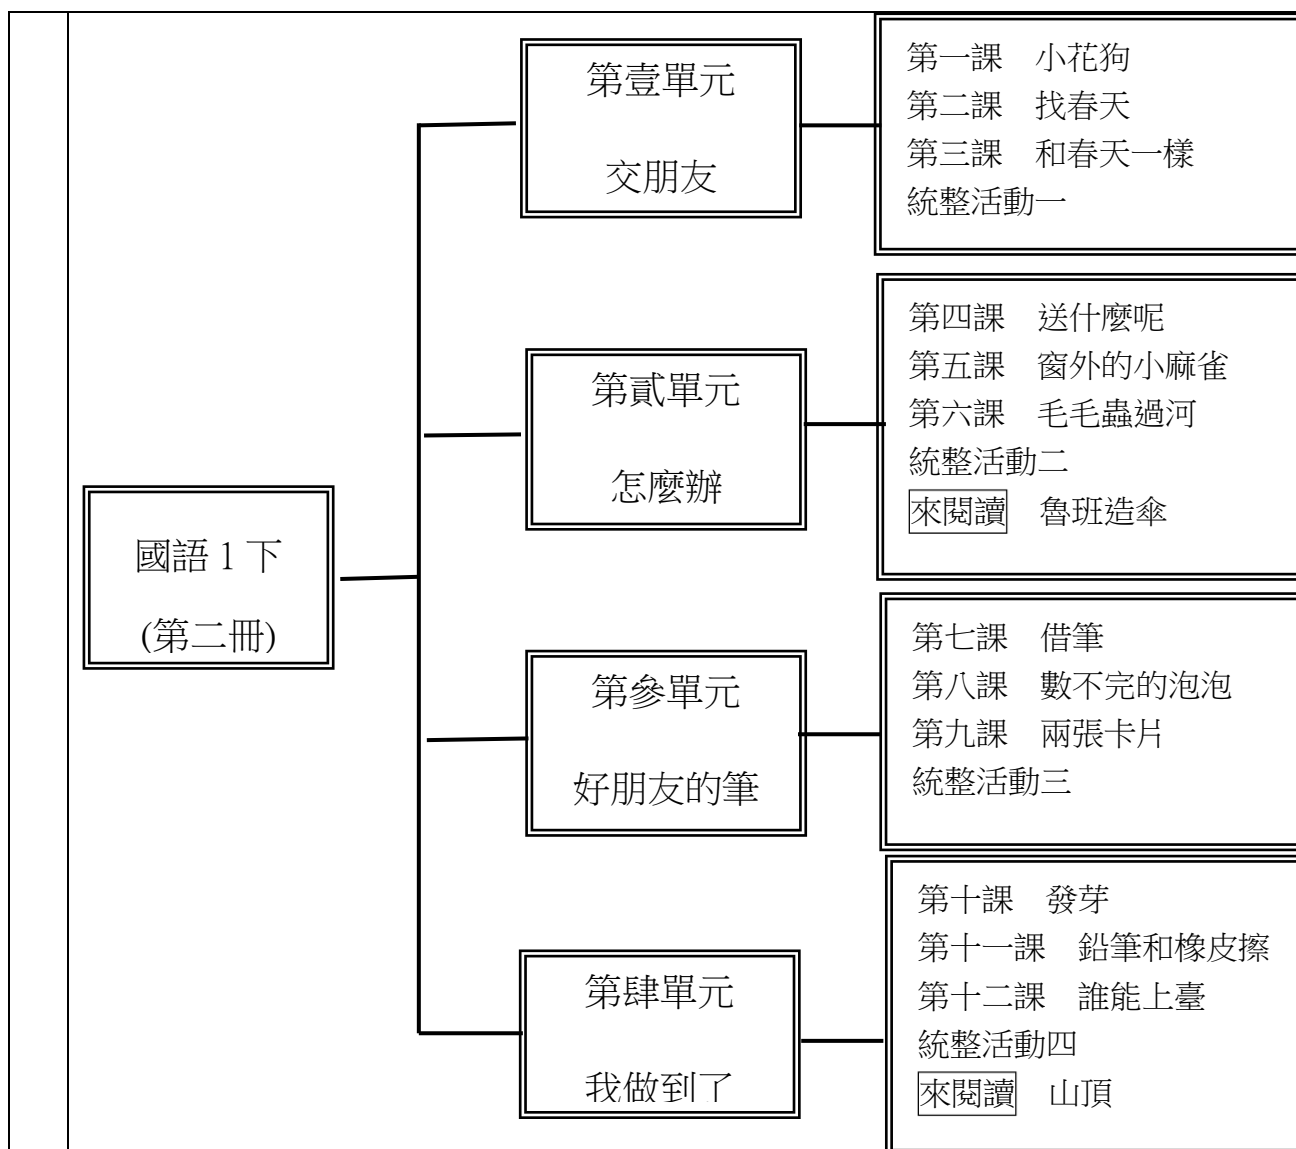 國語 1 下
(第二冊)
第壹單元
交朋友
第一課　小花狗
第二課　找春天
第三課　和春天一樣
統整活動一
第貳單元
怎麼辦
第四課　送什麼呢
第五課　窗外的小麻雀
第六課　毛毛蟲過河
統整活動二
來閱讀　魯班造傘
第參單元
好朋友的筆
第七課　借筆
第八課　數不完的泡泡
第九課　兩張卡片
統整活動三
第肆單元
我做到了
第十課　發芽
第十一課　鉛筆和橡皮擦
第十二課　誰能上臺
統整活動四
來閱讀　山頂